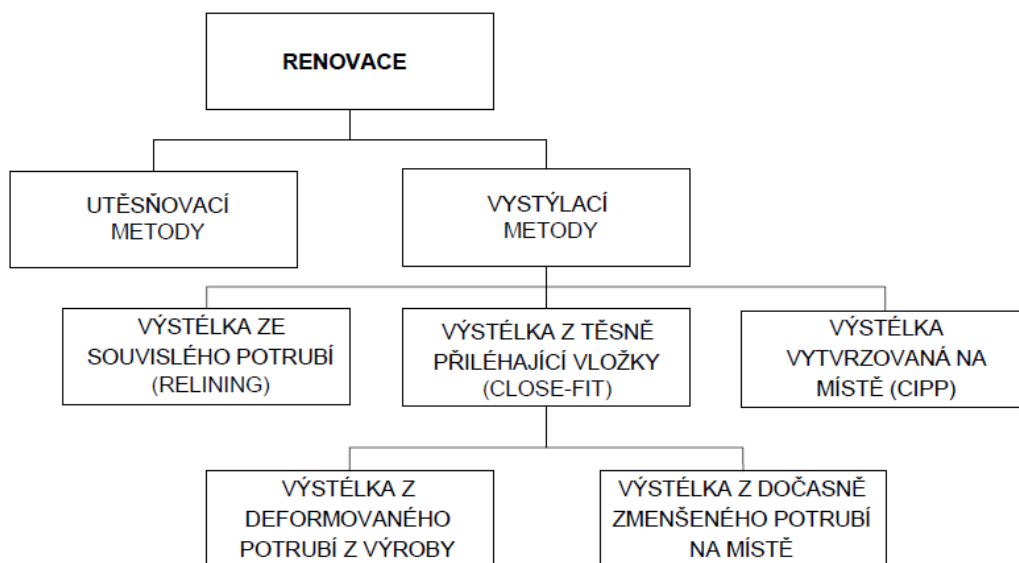 RENOVACE
UTĚSŇOVACÍ
METODY
VYSTÝLACÍ
METODY
VÝSTÉLKA ZE
SOUVISLÉHO POTRUBÍ
(RELINING)
VÝSTÉLKA Z TĚSNĚ
PŘILÉHAJÍCÍ VLOŽKY
(CLOSE-FIT)
VÝSTÉLKA
VYTVRZOVANÁ NA
MÍSTĚ (CIPP)
VÝSTÉLKA Z
DEFORMOVANÉHO
POTRUBÍ Z VÝROBY
VÝSTÉLKA Z DOČASNĚ
ZMENŠENÉHO POTRUBÍ
NA MÍSTĚ